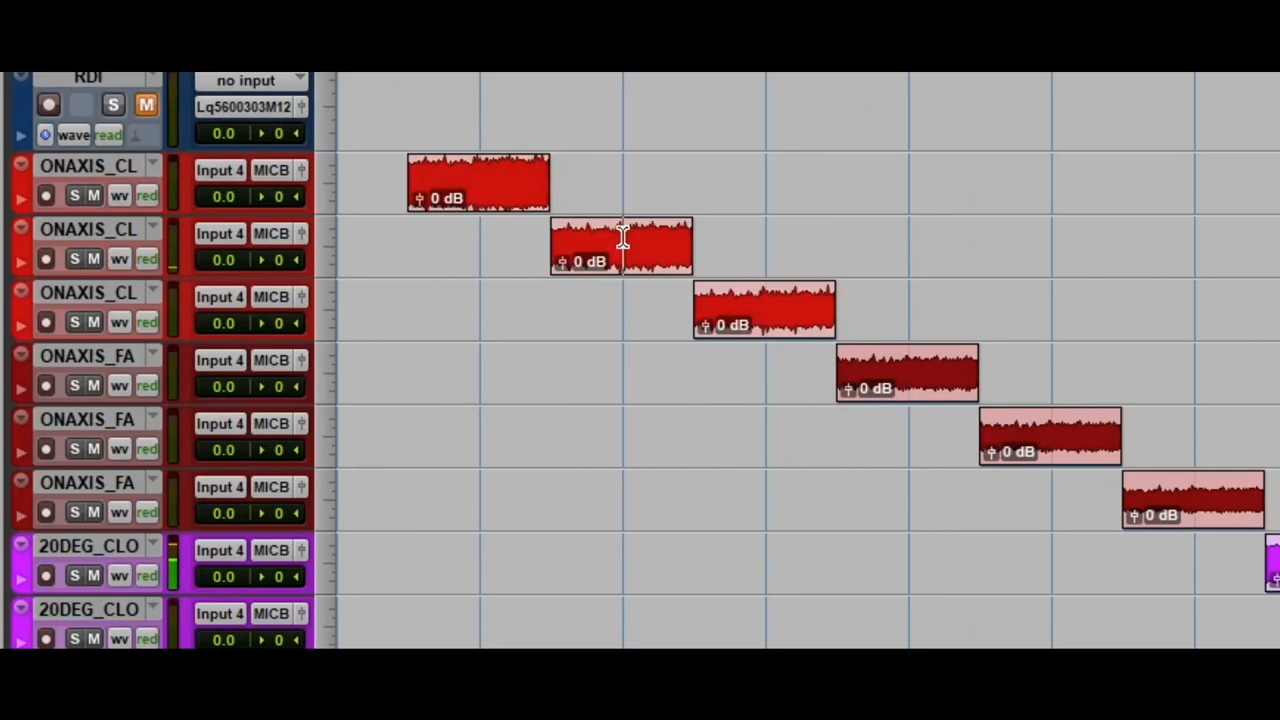 RDI no input
S M Lq5600303M12
wave read 0.0 0
ONAXIS_CL Input 4 MICB
S M wv red 0.0 0 0 dB
ONAXIS_CL Input 4 MICB
S M wv red 0.0 0 0 dB
ONAXIS_CL Input 4 MICB
S M wv red 0.0 0 0 dB
ONAXIS_FA Input 4 MICB
S M wv red 0.0 0 0 dB
ONAXIS_FA Input 4 MICB
S M wv red 0.0 0 0 dB
ONAXIS_FA Input 4 MICB
S M wv red 0.0 0 0 dB
20DEG_CLO Input 4 MICB
S M wv red 0.0 0
20DEG_CLO Input 4 MICB
S M wv red 0.0 0